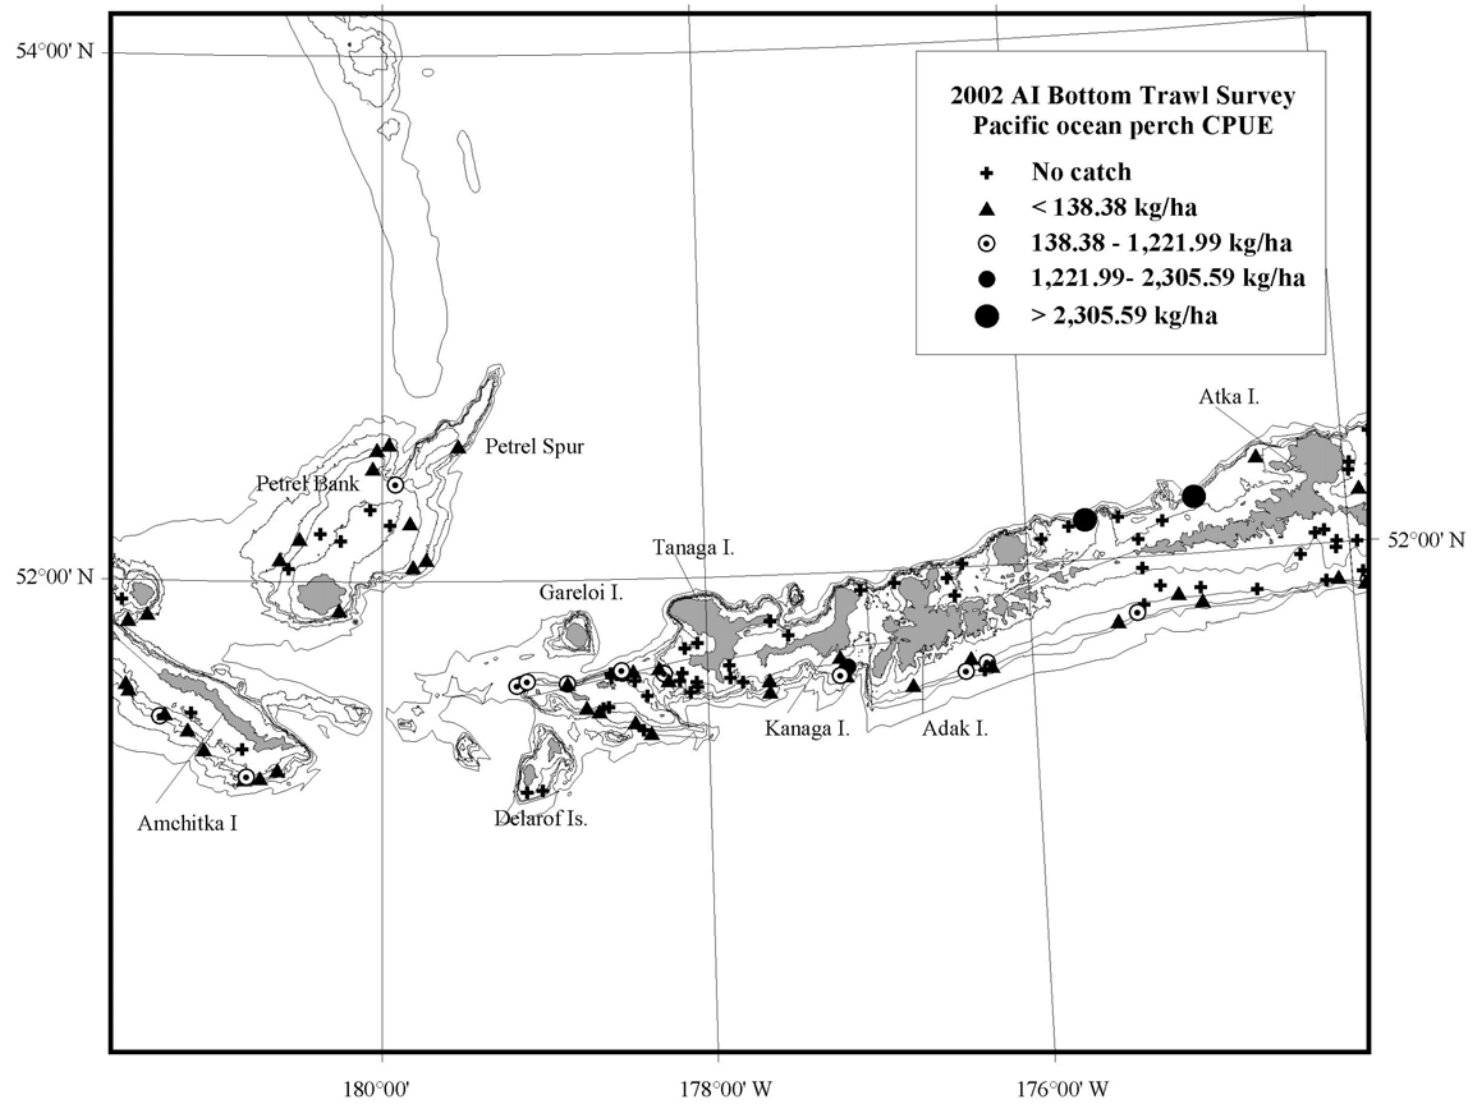 54°00' N
2002 AI Bottom Trawl Survey
Pacific ocean perch CPUE
No catch
< 138.38 kg/ha
138.38 - 1,221.99 kg/ha
1,221.99- 2,305.59 kg/ha
> 2,305.59 kg/ha
Atka I.
Petrel Spur
Petrel Bank
52°00' N
Tanaga I.
52°00' N
Gareloi I.
Kanaga I.
Adak I.
Delarof Is.
Amchitka I
180°00'
178°00' W
176°00' W